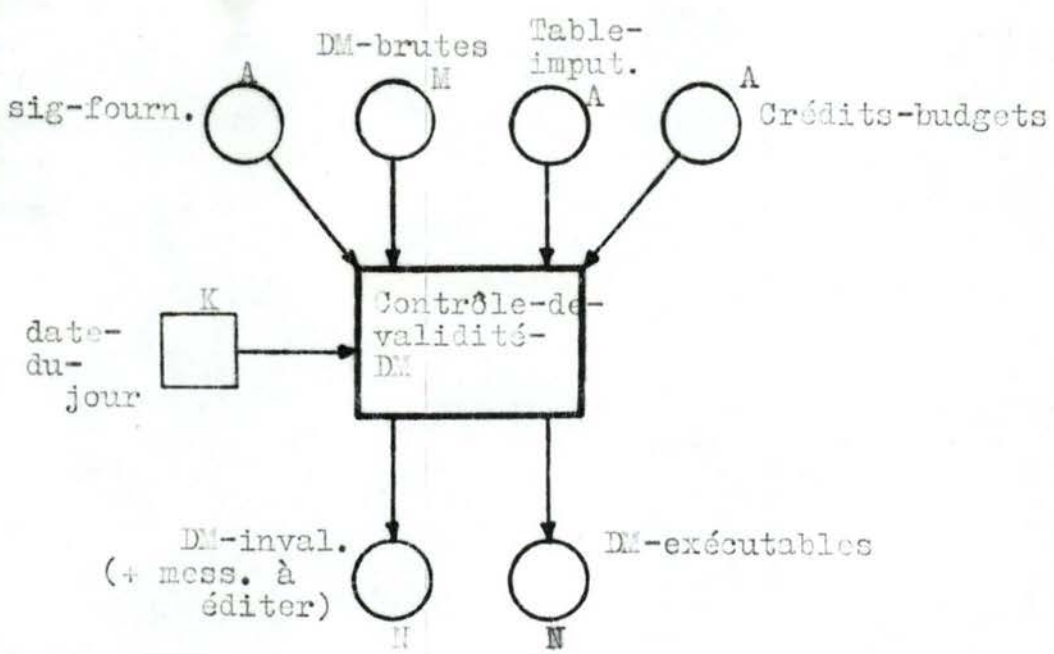 Table-
DM-brutes
imput.
A
M
A
A
sig-fourn.
Crédits-budgets
K
Contrôle-de-
date-
validité-
du-
DM
jour
DM-inval.
DM-exécutables
(+ mess. à
éditer)
N
N